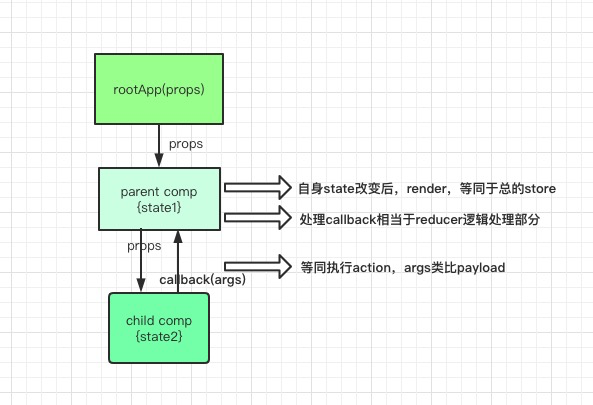 rootApp(props)
props
parent comp
{state1}
自身state改变后，render，等同于总的store
处理callback相当于reducer逻辑处理部分
props
callback(args)
等同执行action，args类比payload
child comp
{state2}